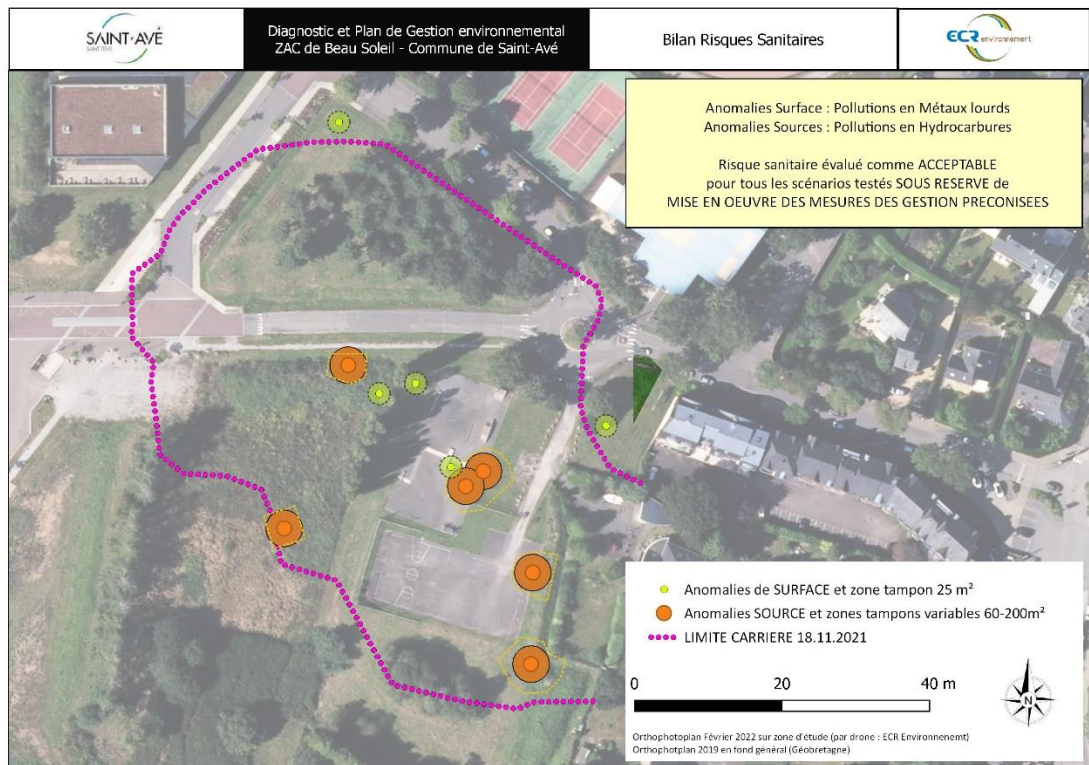 SAINT-AVÉ
SANT-TEVE
Diagnostic et Plan de Gestion environnemental
ZAC de Beau Soleil - Commune de Saint-Avé
Bilan Risques Sanitaires
ECR environnement
Anomalies Surface : Pollutions en Métaux lourds
Anomalies Sources : Pollutions en Hydrocarbures
Risque sanitaire évalué comme ACCEPTABLE
pour tous les scénarios testés SOUS RESERVE de
MISE EN OEUVRE DES MESURES DES GESTION PRECONISEES
Anomalies de SURFACE et zone tampon 25 m²
Anomalies SOURCE et zones tampons variables 60-200m²
LIMITE CARRIERE 18.11.2021
0 20 40 m
N
Orthophotoplan Février 2022 sur zone d'étude (par drone : ECR Environnenemt)
Orthophotplan 2019 en fond général (Géobretagne)